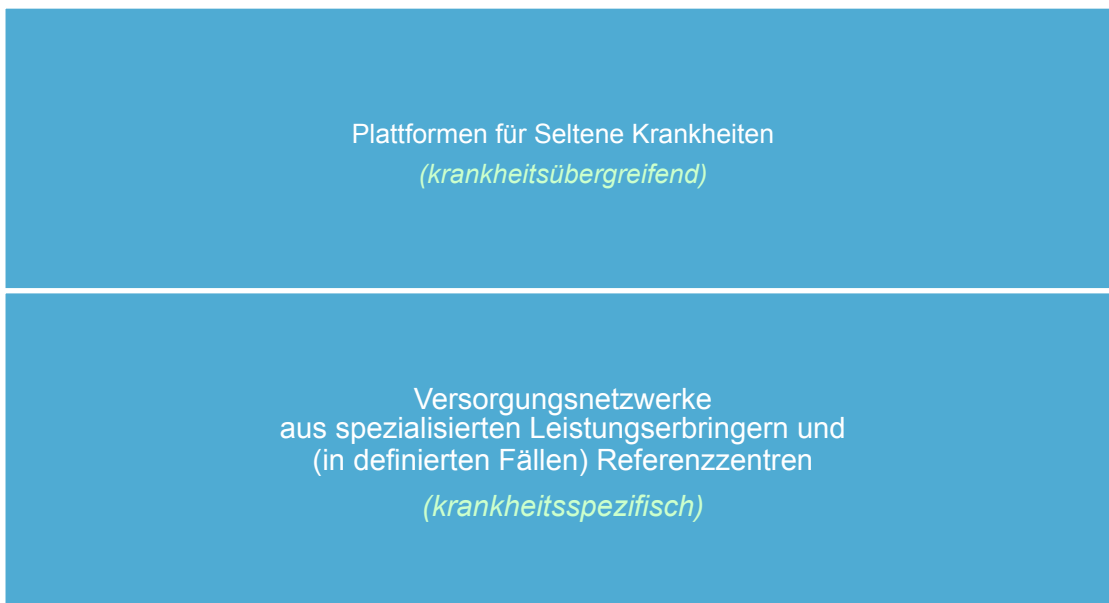 Plattformen für Seltene Krankheiten
(krankheitsübergreifend)
Versorgungsnetzwerke
aus spezialisierten Leistungserbringern und
(in definierten Fällen) Referenzzentren
(krankheitsspezifisch)